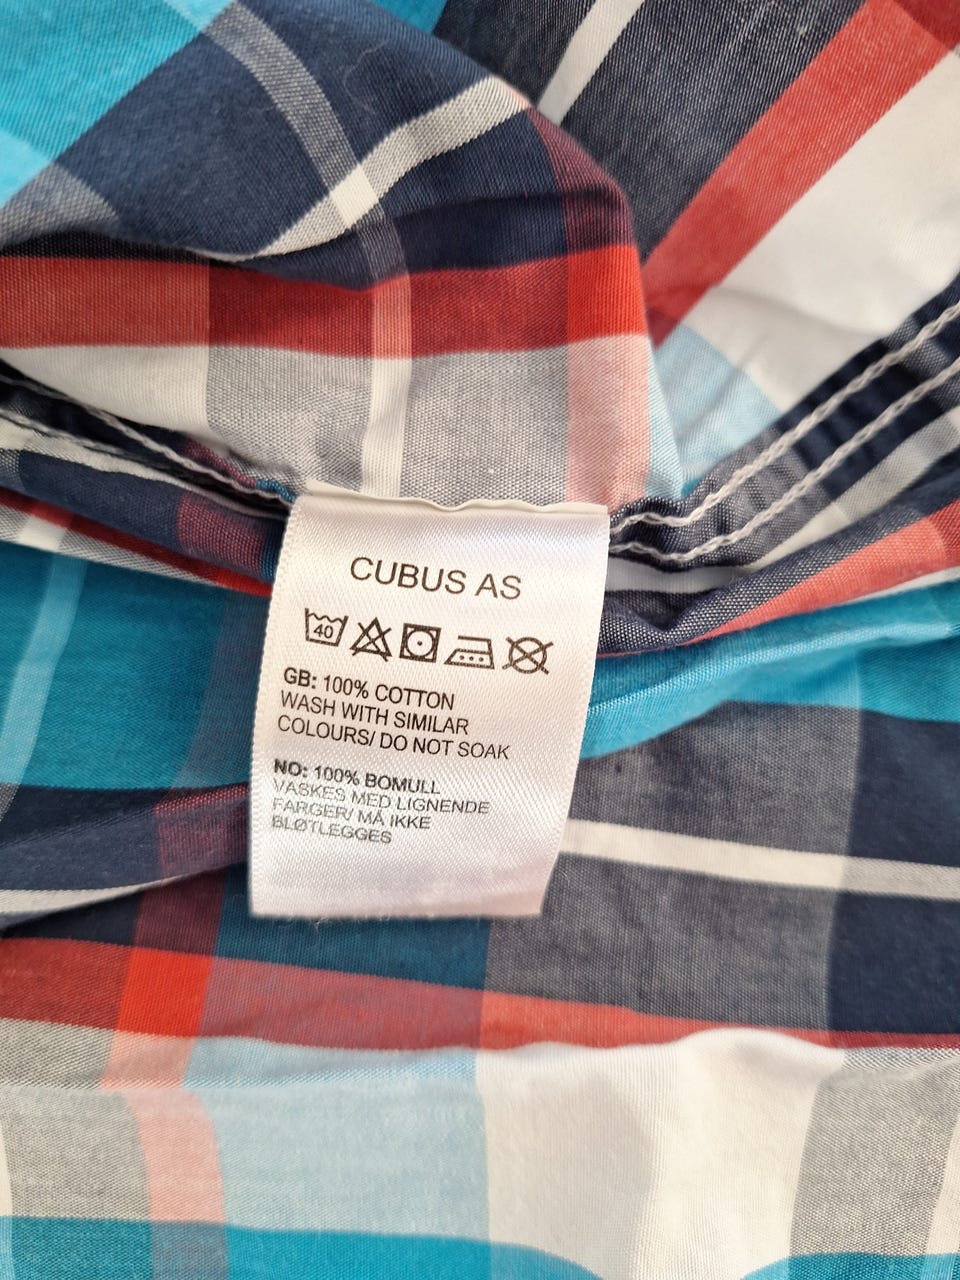 CUBUS AS
40
GB: 100% COTTON
WASH WITH SIMILAR
COLOURS/ DO NOT SOAK
NO: 100% BOMULL
VASKES MED LIGNENDE
FARGER/ MÅ IKKE
BLØTLEGGES